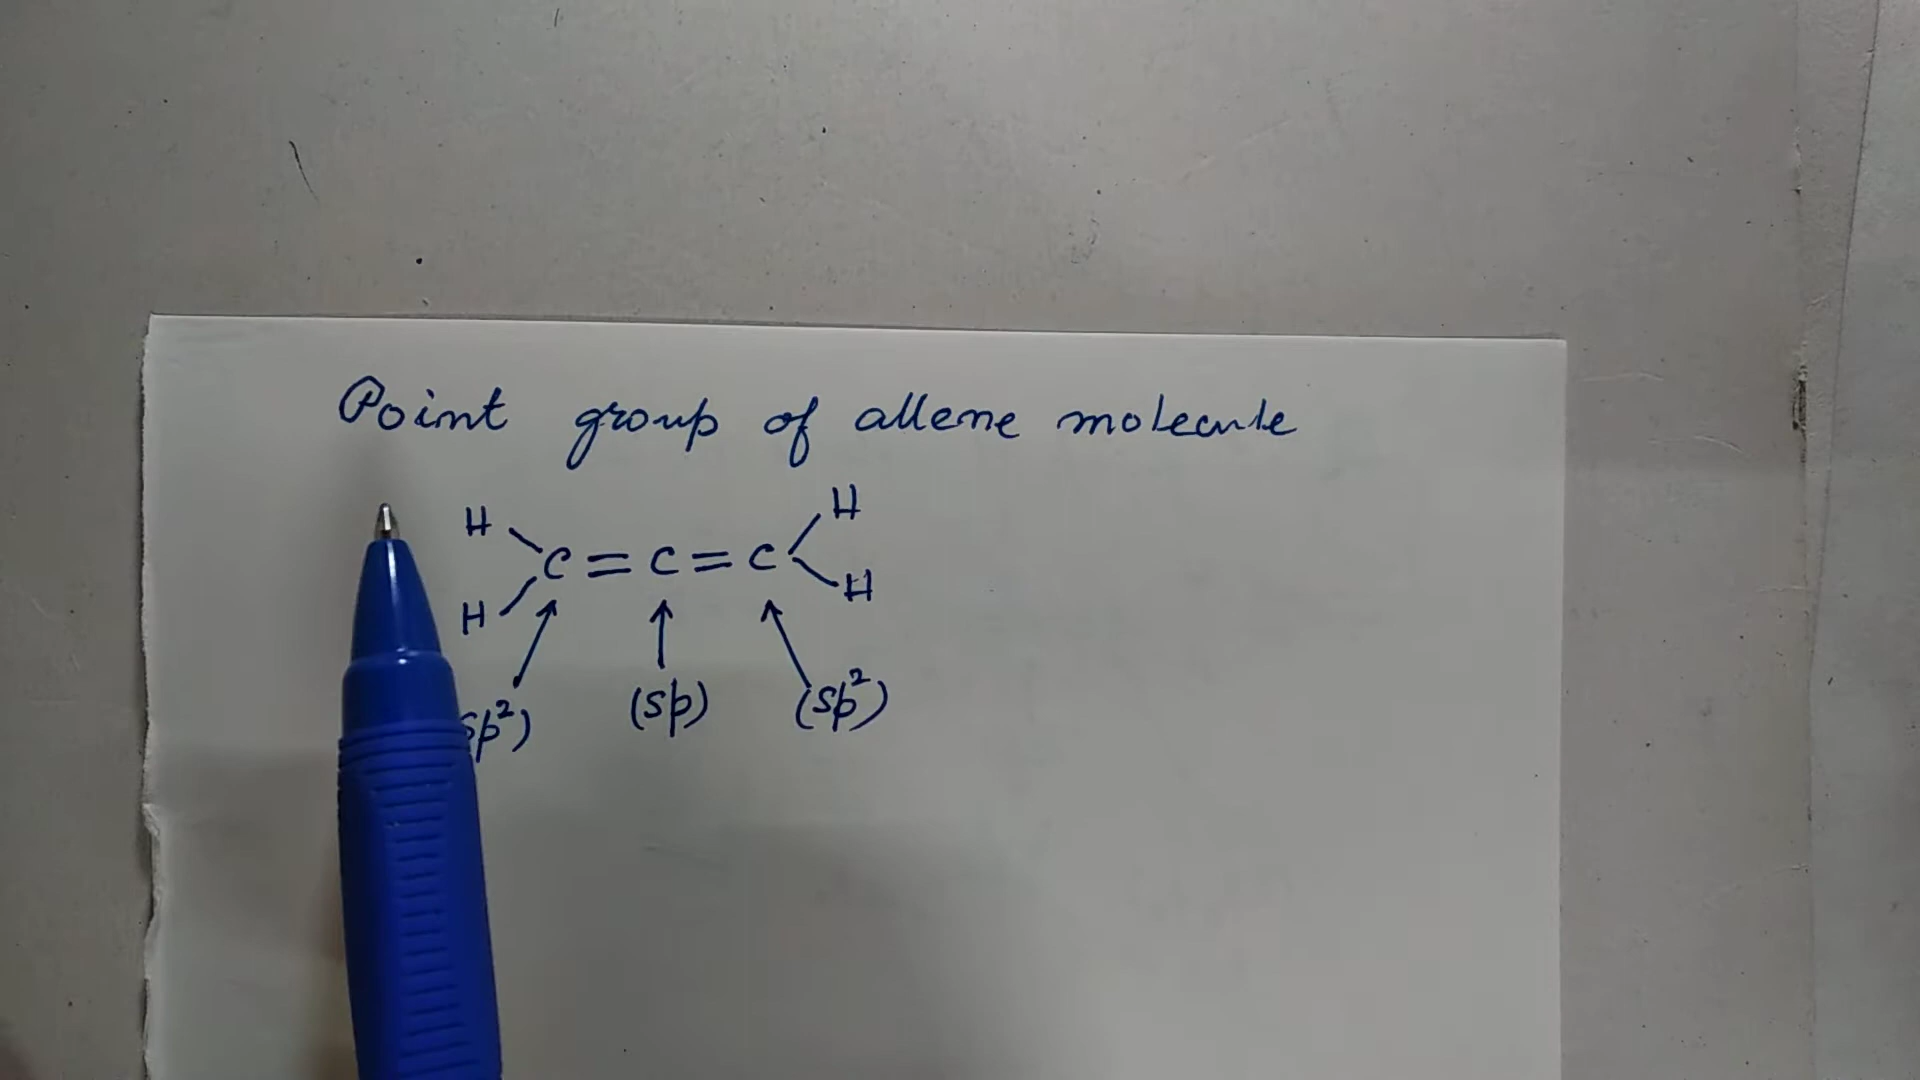 Point group of allene molecule
H H
C = C = C
H H
sp²) (sp) (sp²)